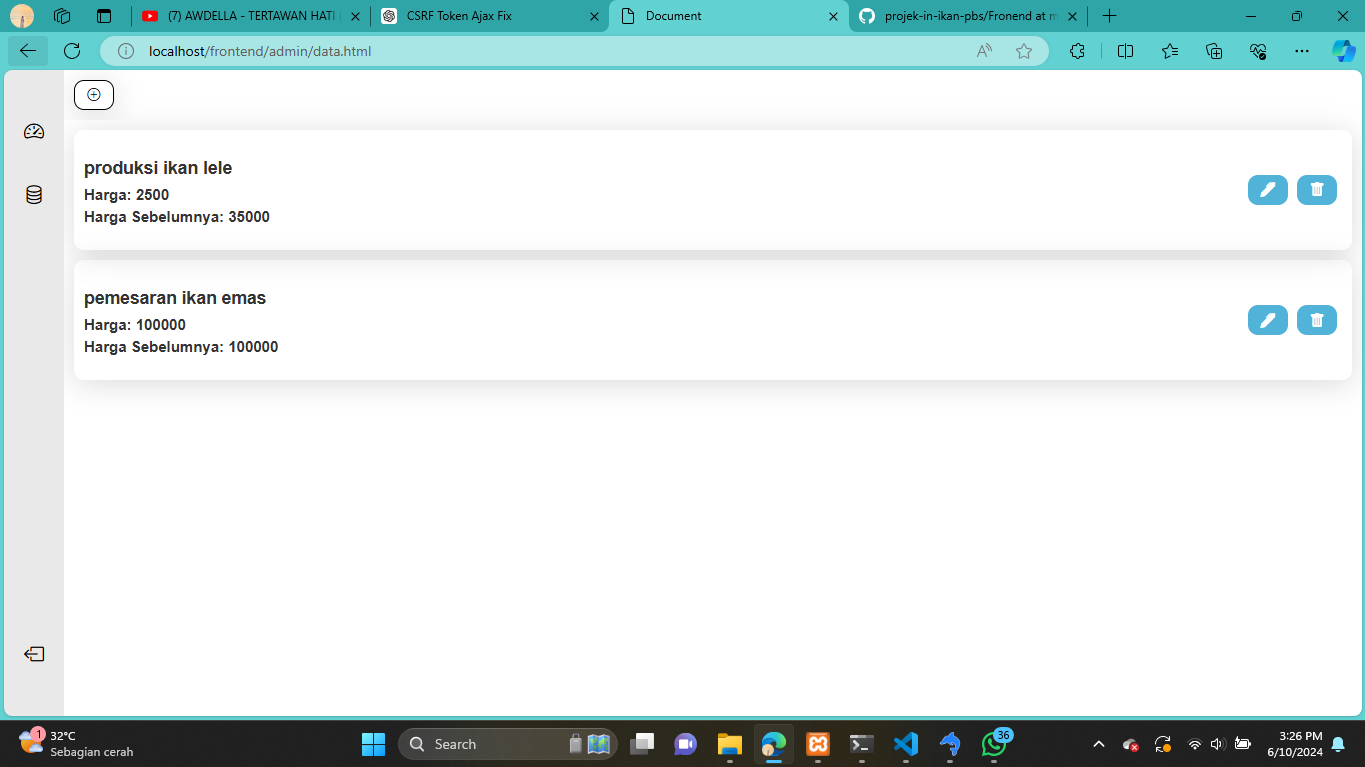 (7) AWDELLA - TERTAWAN HATI (
CSRF Token Ajax Fix
Document
projek-in-ikan-pbs/Fronend at m
localhost/frontend/admin/data.html
produksi ikan lele
Harga: 2500
Harga Sebelumnya: 35000
pemesaran ikan emas
Harga: 100000
Harga Sebelumnya: 100000
1
32°C
Sebagian cerah
Search
36
3:26 PM
6/10/2024